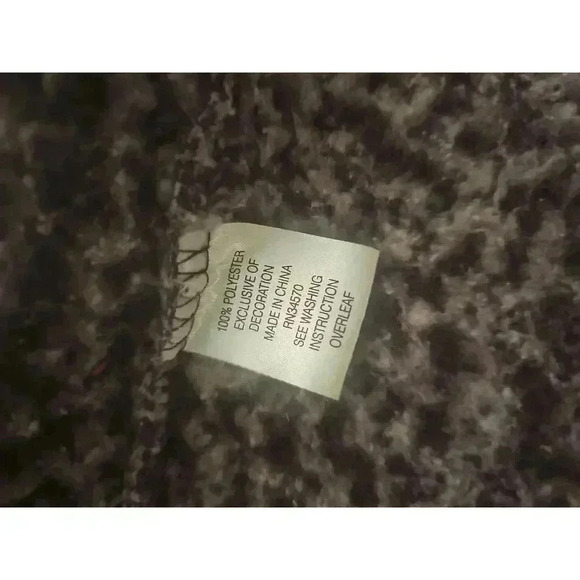 100% POLYESTER
EXCLUSIVE OF
DECORATION
MADE IN CHINA
RN34570
SEE WASHING
INSTRUCTION
OVERLEAF